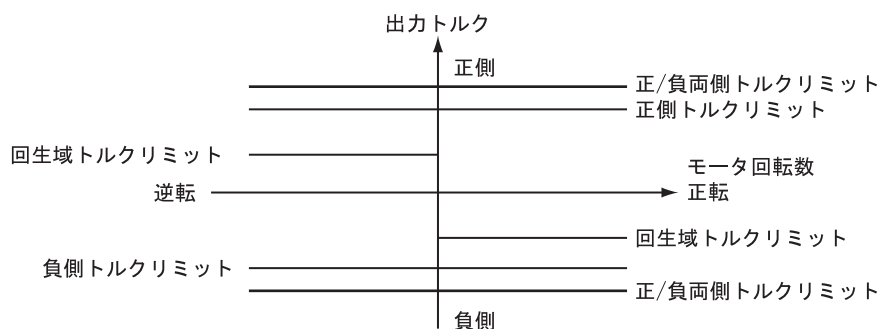 出力トルク
正側
正/負両側トルクリミット
正側トルクリミット
回生域トルクリミット
モータ回転数
逆転
正転
回生域トルクリミット
負側トルクリミット
正/負両側トルクリミット
負側